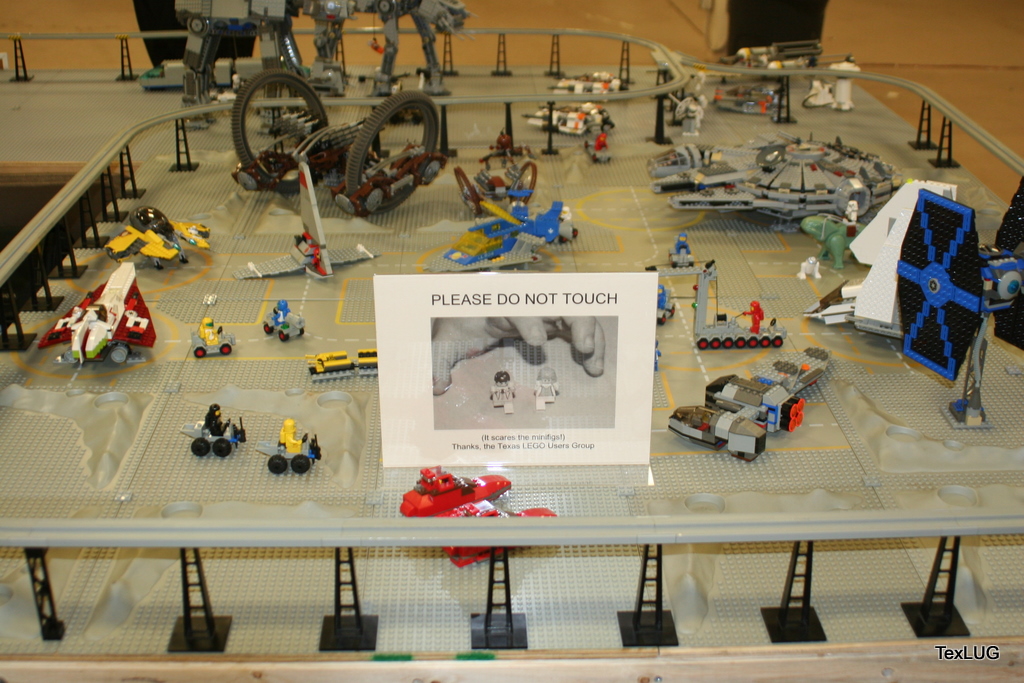 PLEASE DO NOT TOUCH
(It scares the minifigs!)
Thanks, the Texas LEGO Users Group
TexLUG